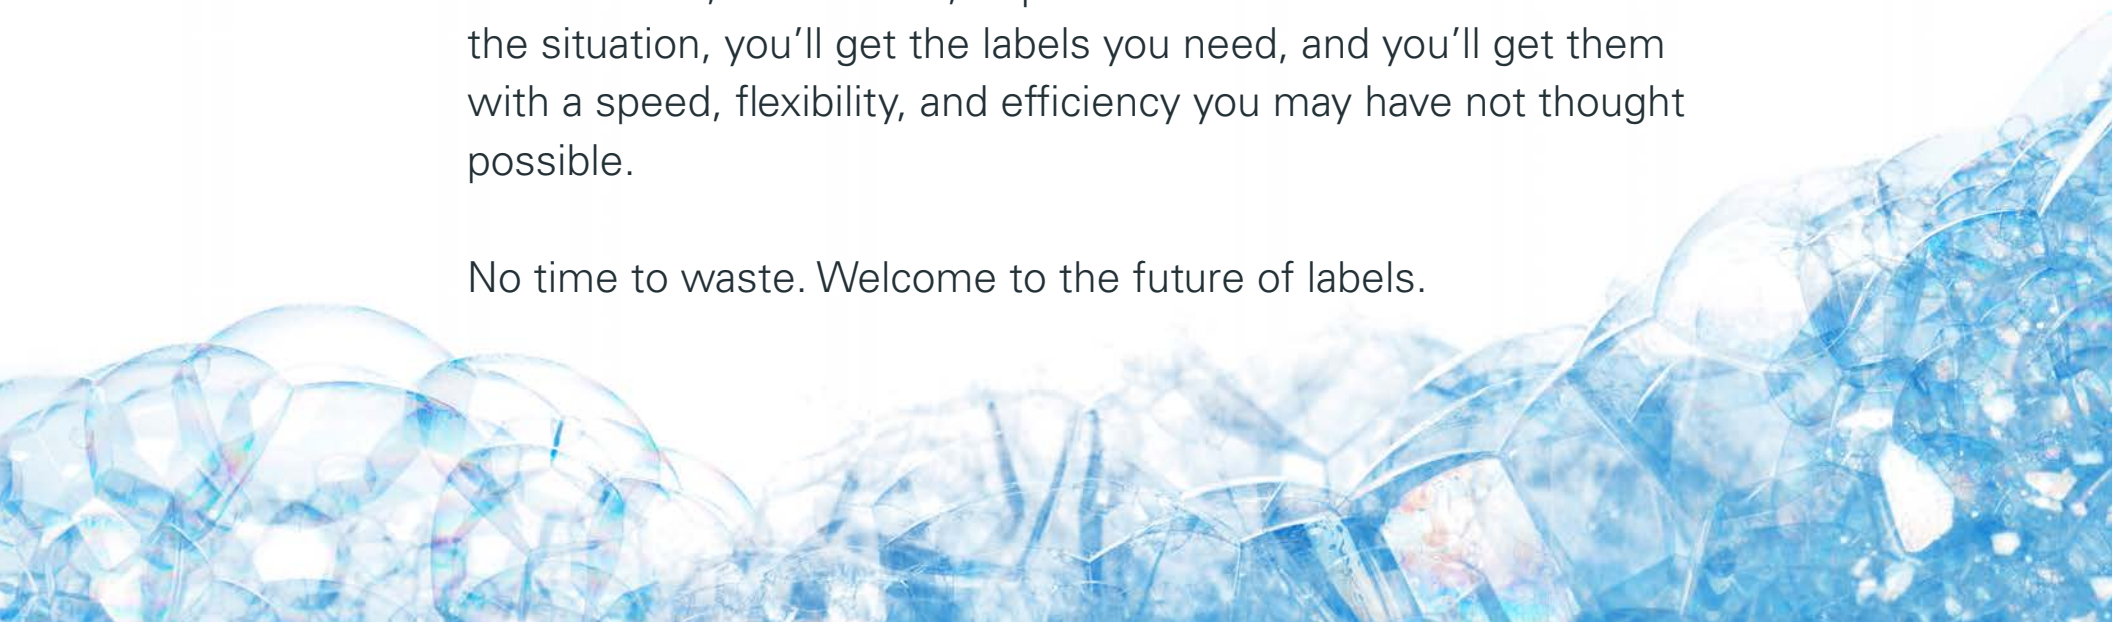 the situation, you’ll get the labels you need, and you’ll get them
with a speed, flexibility, and efficiency you may have not thought
possible.
No time to waste. Welcome to the future of labels.